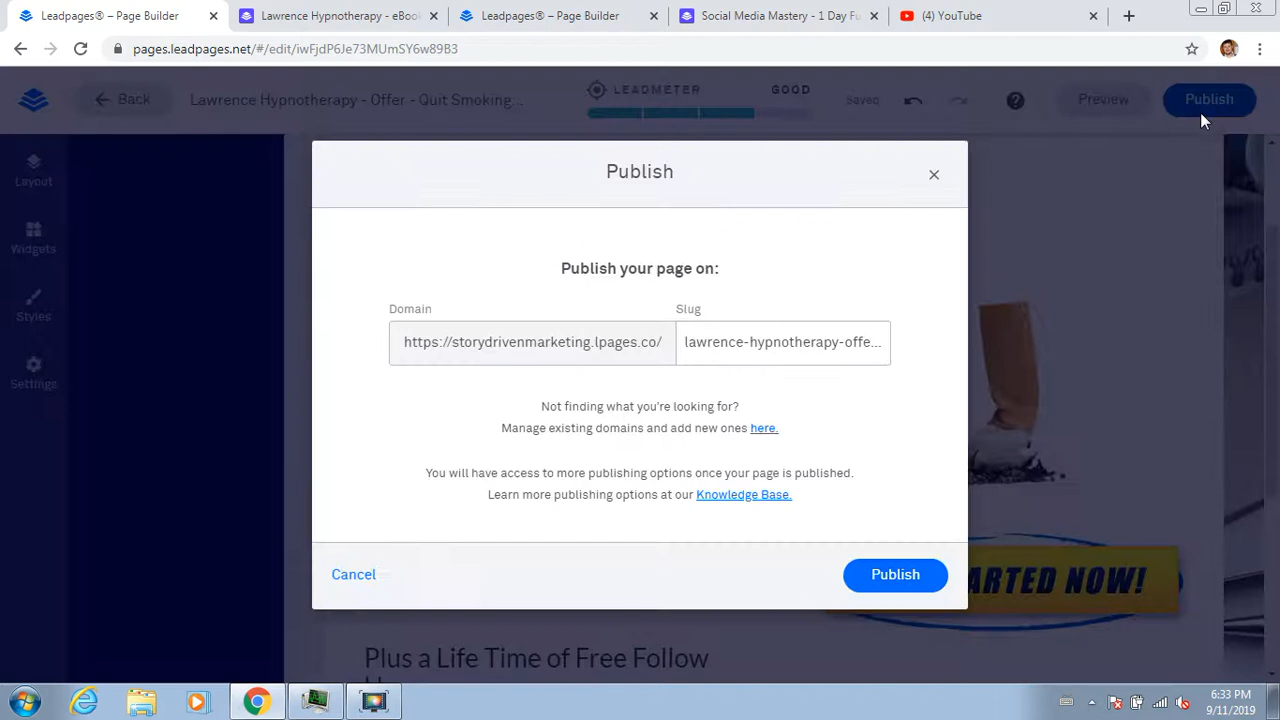 Leadpages® – Page Builder
Lawrence Hypnotherapy - eBoo
Leadpages® – Page Builder
Social Media Mastery - 1 Day Fu
(4) YouTube
pages.leadpages.net/#/edit/iwFjdP6Je73MUmSY6w89B3
Back
Lawrence Hypnotherapy - Offer - Quit Smoking...
LEADMETER
GOOD
Saved
Preview
Publish
Layout
Widgets
Styles
Settings
Publish
Publish your page on:
Domain
Slug
https://storydrivenmarketing.lpages.co/
lawrence-hypnotherapy-offe...
Not finding what you're looking for?
Manage existing domains and add new ones here.
You will have access to more publishing options once your page is published.
Learn more publishing options at our Knowledge Base.
Cancel
Publish
ARTED NOW!
Plus a Life Time of Free Follow
6:33 PM
9/11/2019